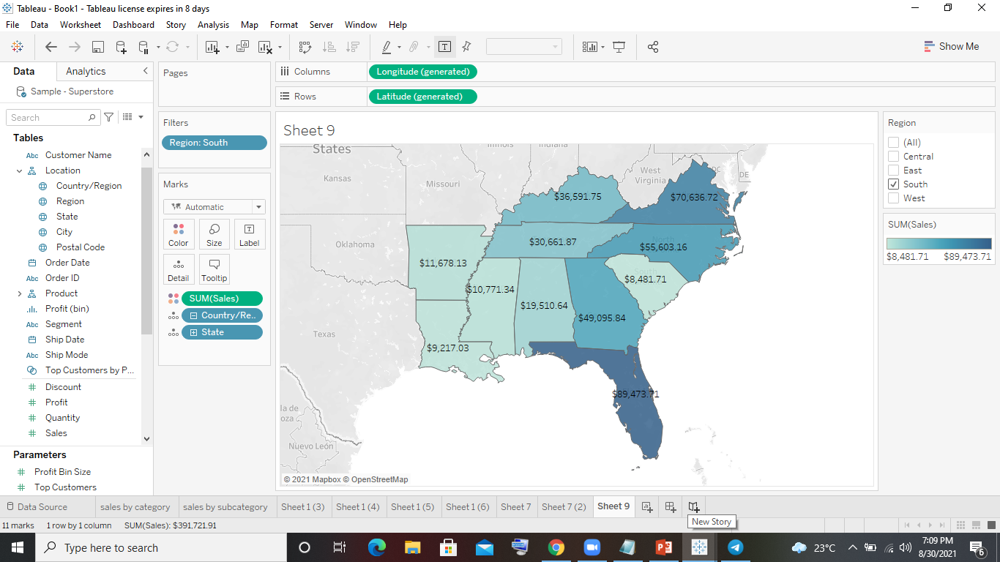 Tableau - Book1 - Tableau license expires in 8 days
File Data Worksheet Dashboard Story Analysis Map Format Server Window Help
Show Me
Data Analytics
Sample - Superstore
Search
Tables
Abc Customer Name
Location
Country/Region
Region
State
City
Postal Code
Order Date
Abc Order ID
Product
Profit (bin)
Abc Segment
Ship Date
Abc Ship Mode
Top Customers by P...
Discount
Profit
Quantity
Sales
Parameters
Profit Bin Size
Top Customers
Pages
Filters
Region: South
Marks
Automatic
Color Size Label
Detail Tooltip
SUM(Sales)
Country/Re..
State
Columns Longitude (generated)
Rows Latitude (generated)
Sheet 9
States
Illinois Indiana
Kansas
Missouri
West
Virginia
DC
DE
$36,591.75
$70,636.72
Oklahoma
$30,661.87
North
$55,603.16
$11,678.13
South
$8,481.71
$10,771.34
$19,510.64
$49,095.84
Texas
$9,217.03
$89,473.71
la de
oza
Nuevo León
© 2021 Mapbox © OpenStreetMap
Region
(All)
Central
East
South
West
SUM(Sales)
$8,481.71 $89,473.71
Data Source sales by category sales by subcategory Sheet 1 (3) Sheet 1 (4) Sheet 1 (5) Sheet 1 (6) Sheet 7 Sheet 7 (2) Sheet 9
New Story
11 marks 1 row by 1 column SUM(Sales): $391,721.91
Type here to search
23°C
7:09 PM
8/30/2021
6